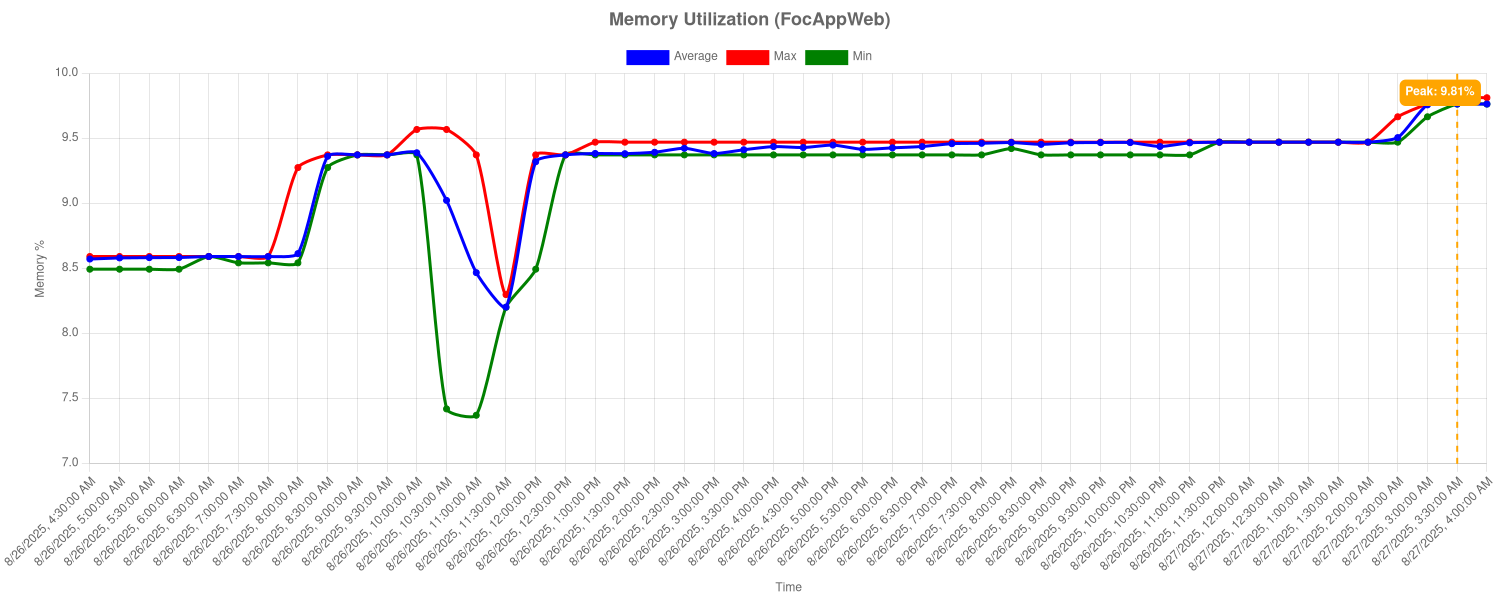 Memory Utilization (FocAppWeb)
Average Max Min
10.0
Peak: 9.81%
9.5
9.0
8.5
8.0
7.5
7.0
Memory %
8/26/2025, 4:30:00 AM
8/26/2025, 5:00:00 AM
8/26/2025, 5:30:00 AM
8/26/2025, 6:00:00 AM
8/26/2025, 6:30:00 AM
8/26/2025, 7:00:00 AM
8/26/2025, 7:30:00 AM
8/26/2025, 8:00:00 AM
8/26/2025, 8:30:00 AM
8/26/2025, 9:00:00 AM
8/26/2025, 9:30:00 AM
8/26/2025, 10:00:00 AM
8/26/2025, 10:30:00 AM
8/26/2025, 11:00:00 AM
8/26/2025, 11:30:00 AM
8/26/2025, 12:00:00 PM
8/26/2025, 12:30:00 PM
8/26/2025, 1:00:00 PM
8/26/2025, 1:30:00 PM
8/26/2025, 2:00:00 PM
8/26/2025, 2:30:00 PM
8/26/2025, 3:00:00 PM
8/26/2025, 3:30:00 PM
8/26/2025, 4:00:00 PM
8/26/2025, 4:30:00 PM
8/26/2025, 5:00:00 PM
8/26/2025, 5:30:00 PM
8/26/2025, 6:00:00 PM
8/26/2025, 6:30:00 PM
8/26/2025, 7:00:00 PM
8/26/2025, 7:30:00 PM
8/26/2025, 8:00:00 PM
8/26/2025, 8:30:00 PM
8/26/2025, 9:00:00 PM
8/26/2025, 9:30:00 PM
8/26/2025, 10:00:00 PM
8/26/2025, 10:30:00 PM
8/26/2025, 11:00:00 PM
8/26/2025, 11:30:00 PM
8/27/2025, 12:00:00 AM
8/27/2025, 12:30:00 AM
8/27/2025, 1:00:00 AM
8/27/2025, 1:30:00 AM
8/27/2025, 2:00:00 AM
8/27/2025, 2:30:00 AM
8/27/2025, 3:00:00 AM
8/27/2025, 3:30:00 AM
8/27/2025, 4:00:00 AM
Time